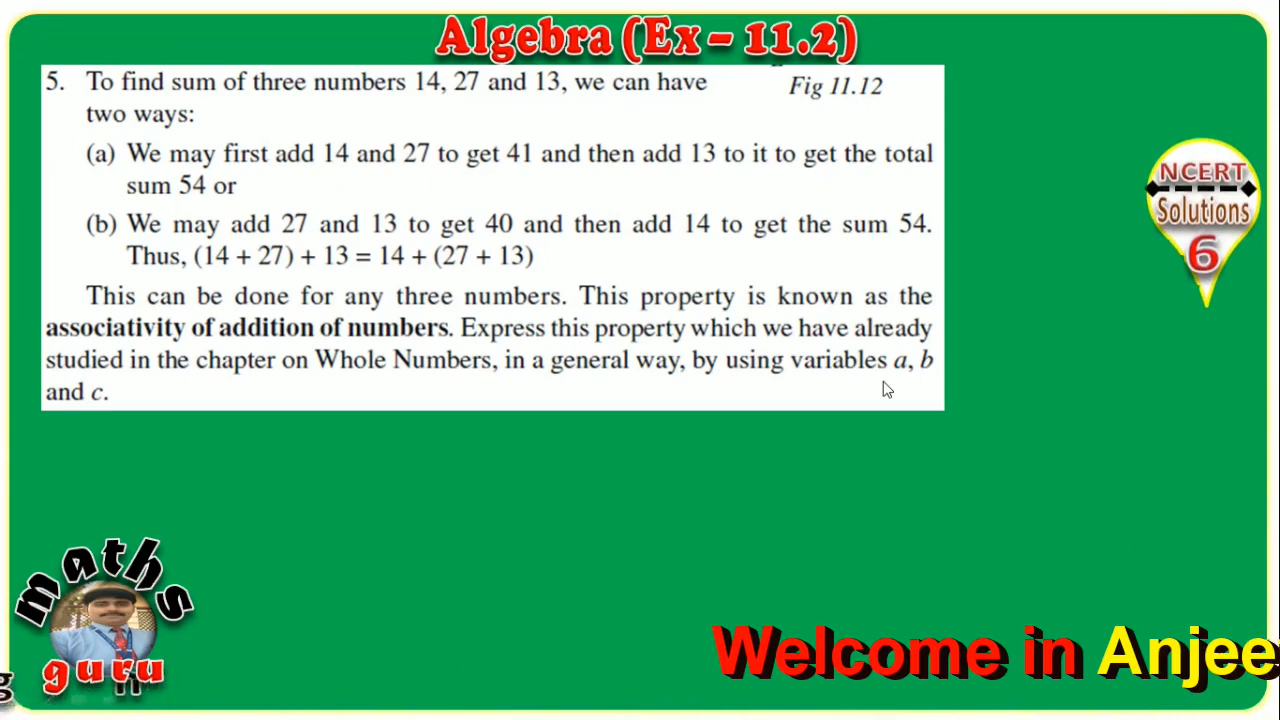 Algebra (Ex – 11.2)
5. To find sum of three numbers 14, 27 and 13, we can have
Fig 11.12
two ways:
(a) We may first add 14 and 27 to get 41 and then add 13 to it to get the total
sum 54 or
(b) We may add 27 and 13 to get 40 and then add 14 to get the sum 54.
Thus, (14 + 27) + 13 = 14 + (27 + 13)
This can be done for any three numbers. This property is known as the
associativity of addition of numbers. Express this property which we have already
studied in the chapter on Whole Numbers, in a general way, by using variables a, b
and c.
NCERT
Solutions
6
maths
guru
Welcome in Anjee